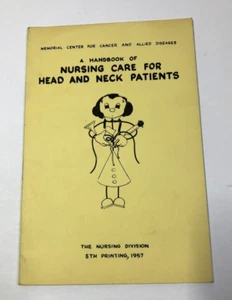 MEMORIAL CENTER FOR CANCER AND ALLIED DISEASES
A HANDBOOK OF
NURSING CARE FOR
HEAD AND NECK PATIENTS
THE NURSING DIVISION
5TH PRINTING, 1957